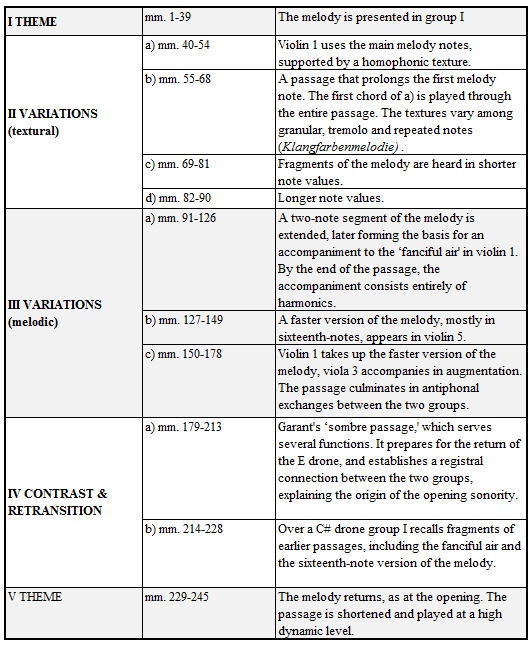 I THEME
mm. 1-39
The melody is presented in group I
II VARIATIONS
(textural)
a) mm. 40-54
Violin 1 uses the main melody notes,
supported by a homophonic texture.
b) mm. 55-68
A passage that prolongs the first melody
note. The first chord of a) is played through
the entire passage. The textures vary among
granular, tremolo and repeated notes
(Klangfarbenmelodie) .
c) mm. 69-81
Fragments of the melody are heard in shorter
note values.
d) mm. 82-90
Longer note values.
III VARIATIONS
(melodic)
a) mm. 91-126
A two-note segment of the melody is
extended, later forming the basis for an
accompaniment to the ‘fanciful air' in violin 1.
By the end of the passage, the
accompaniment consists entirely of
harmonics.
b) mm. 127-149
A faster version of the melody, mostly in
sixteenth-notes, appears in violin 5.
c) mm. 150-178
Violin 1 takes up the faster version of the
melody, viola 3 accompanies in augmentation.
The passage culminates in antiphonal
exchanges between the two groups.
IV CONTRAST &
RETRANSITION
a) mm. 179-213
Garant's ‘sombre passage,' which serves
several functions. It prepares for the return of
the E drone, and establishes a registral
connection between the two groups,
explaining the origin of the opening sonority.
b) mm. 214-228
Over a C# drone group I recalls fragments of
earlier passages, including the fanciful air and
the sixteenth-note version of the melody.
V THEME
mm. 229-245
The melody returns, as at the opening. The
passage is shortened and played at a high
dynamic level.